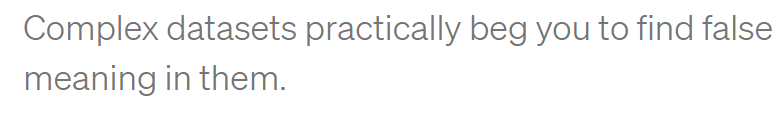 Complex datasets practically beg you to find false
meaning in them.